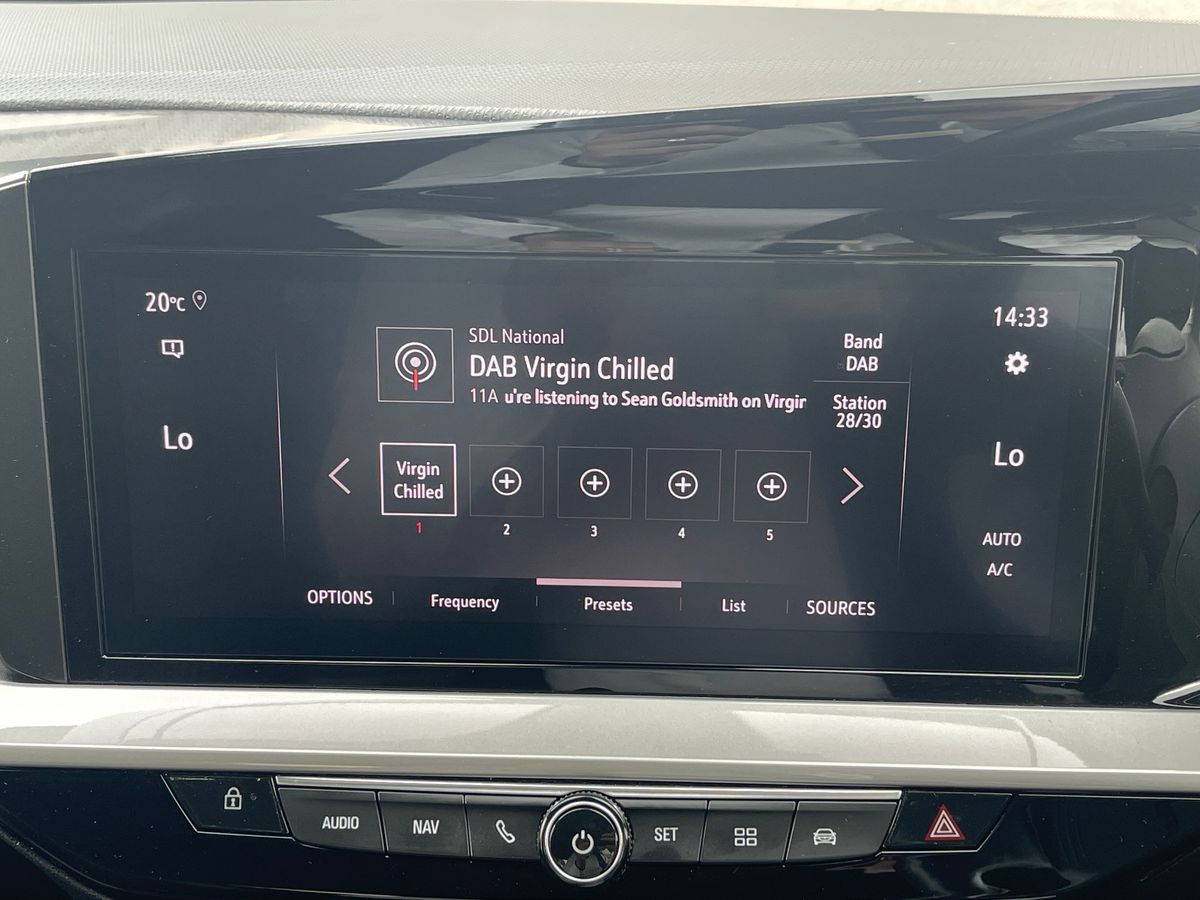 20°C
14:33
SDL National
DAB Virgin Chilled
11A u're listening to Sean Goldsmith on Virgin
Band
DAB
Station
28/30
Lo
Lo
Virgin
Chilled
1
2
3
4
5
AUTO
A/C
OPTIONS
Frequency
Presets
List
SOURCES
AUDIO
NAV
SET